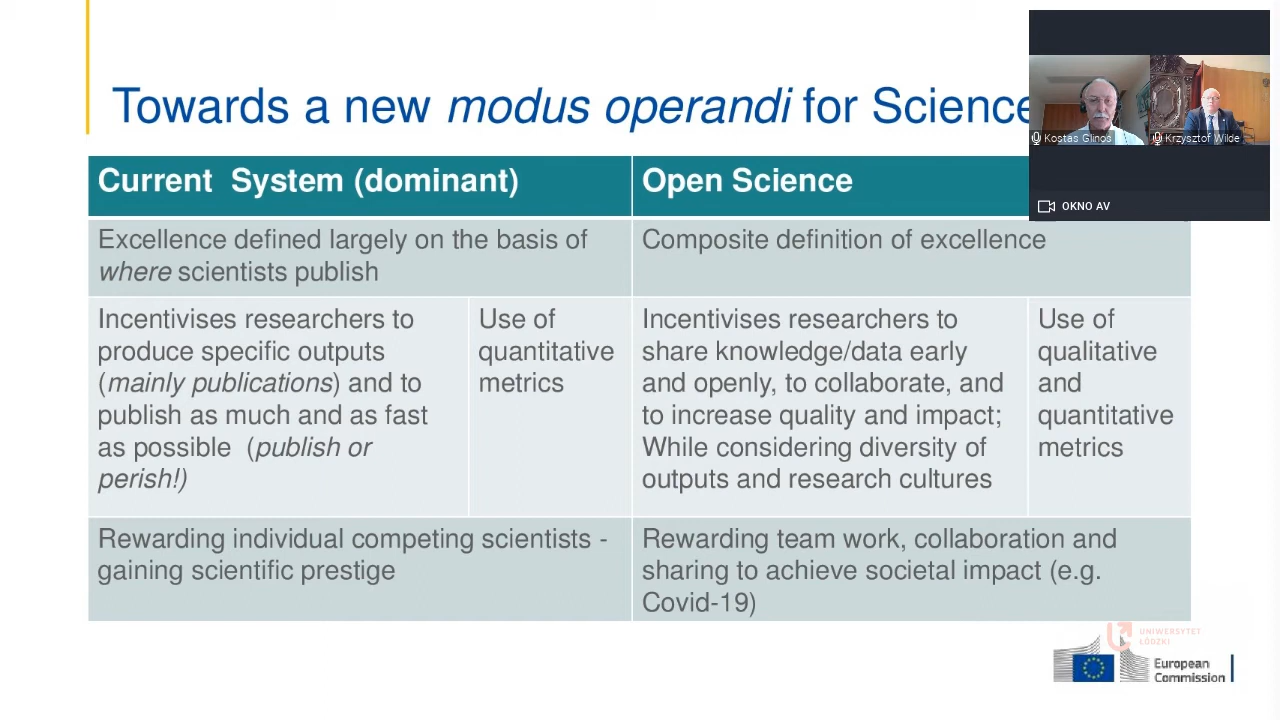 Towards a new modus operandi for Science
Kostas Glinos
Krzysztof Wilde
OKNO AV
Current System (dominant)
Open Science
Excellence defined largely on the basis of
where scientists publish
Composite definition of excellence
Incentivises researchers to
produce specific outputs
(mainly publications) and to
publish as much and as fast
as possible (publish or
perish!)
Use of
quantitative
metrics
Incentivises researchers to
share knowledge/data early
and openly, to collaborate, and
to increase quality and impact;
While considering diversity of
outputs and research cultures
Use of
qualitative
and
quantitative
metrics
Rewarding individual competing scientists -
gaining scientific prestige
Rewarding team work, collaboration and
sharing to achieve societal impact (e.g.
Covid-19)
UNIWERSYTET
ŁÓDZKI
European
Commission